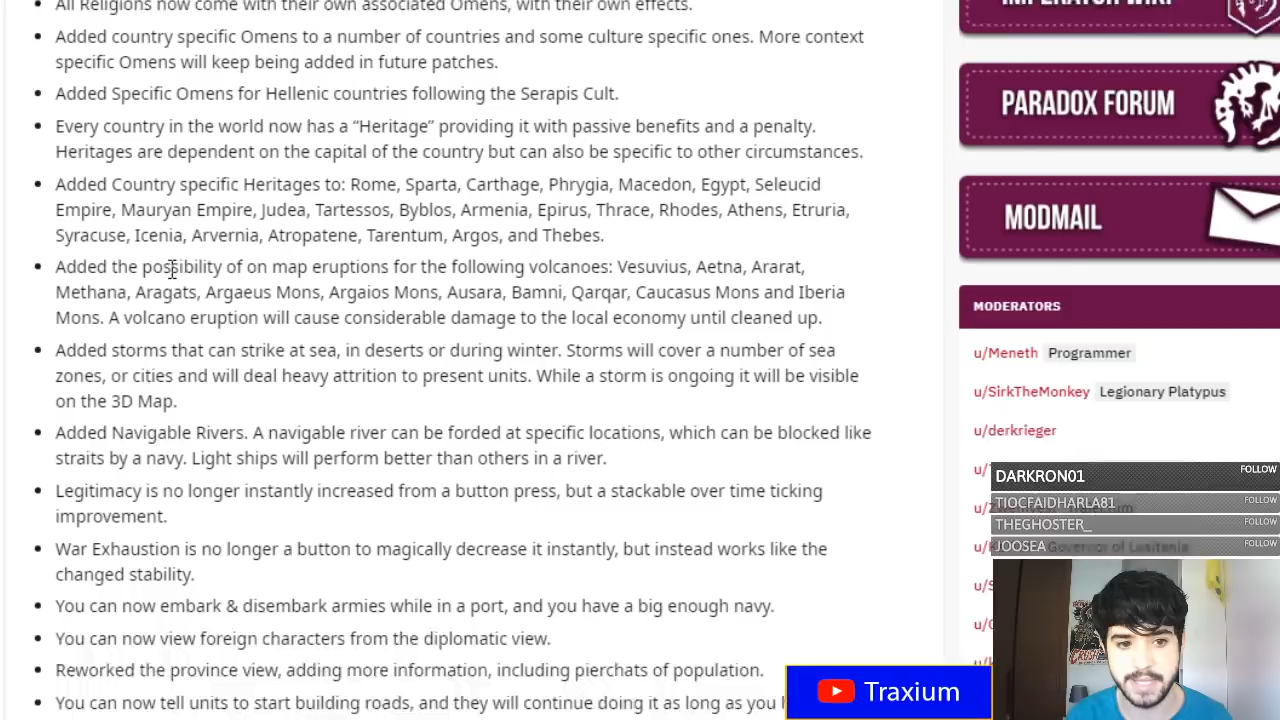 All Religions now come with their own associated Omens, with their own effects.
Added country specific Omens to a number of countries and some culture specific ones. More context
specific Omens will keep being added in future patches.
Added Specific Omens for Hellenic countries following the Serapis Cult.
Every country in the world now has a “Heritage” providing it with passive benefits and a penalty.
Heritages are dependent on the capital of the country but can also be specific to other circumstances.
Added Country specific Heritages to: Rome, Sparta, Carthage, Phrygia, Macedon, Egypt, Seleucid
Empire, Mauryan Empire, Judea, Tartessos, Byblos, Armenia, Epirus, Thrace, Rhodes, Athens, Etruria,
Syracuse, Icenia, Arvernia, Atropatene, Tarentum, Argos, and Thebes.
Added the possibility of on map eruptions for the following volcanoes: Vesuvius, Aetna, Ararat,
Methana, Aragats, Argaeus Mons, Argaios Mons, Ausara, Bamni, Qarqar, Caucasus Mons and Iberia
Mons. A volcano eruption will cause considerable damage to the local economy until cleaned up.
Added storms that can strike at sea, in deserts or during winter. Storms will cover a number of sea
zones, or cities and will deal heavy attrition to present units. While a storm is ongoing it will be visible
on the 3D Map.
Added Navigable Rivers. A navigable river can be forded at specific locations, which can be blocked like
straits by a navy. Light ships will perform better than others in a river.
Legitimacy is no longer instantly increased from a button press, but a stackable over time ticking
improvement.
War Exhaustion is no longer a button to magically decrease it instantly, but instead works like the
changed stability.
You can now embark & disembark armies while in a port, and you have a big enough navy.
You can now view foreign characters from the diplomatic view.
Reworked the province view, adding more information, including pierchats of population.
You can now tell units to start building roads, and they will continue doing it as long as you
IMPERATOR WIKI
PARADOX FORUM
MODMAIL
MODERATORS
u/Meneth Programmer
u/SirkTheMonkey Legionary Platypus
u/derkrieger
DARKRON01 FOLLOW
TIOCFAIDHARLA81 FOLLOW
THEGHOSTER_ FOLLOW
JOOSEA Governor of Lusitania FOLLOW
Traxium